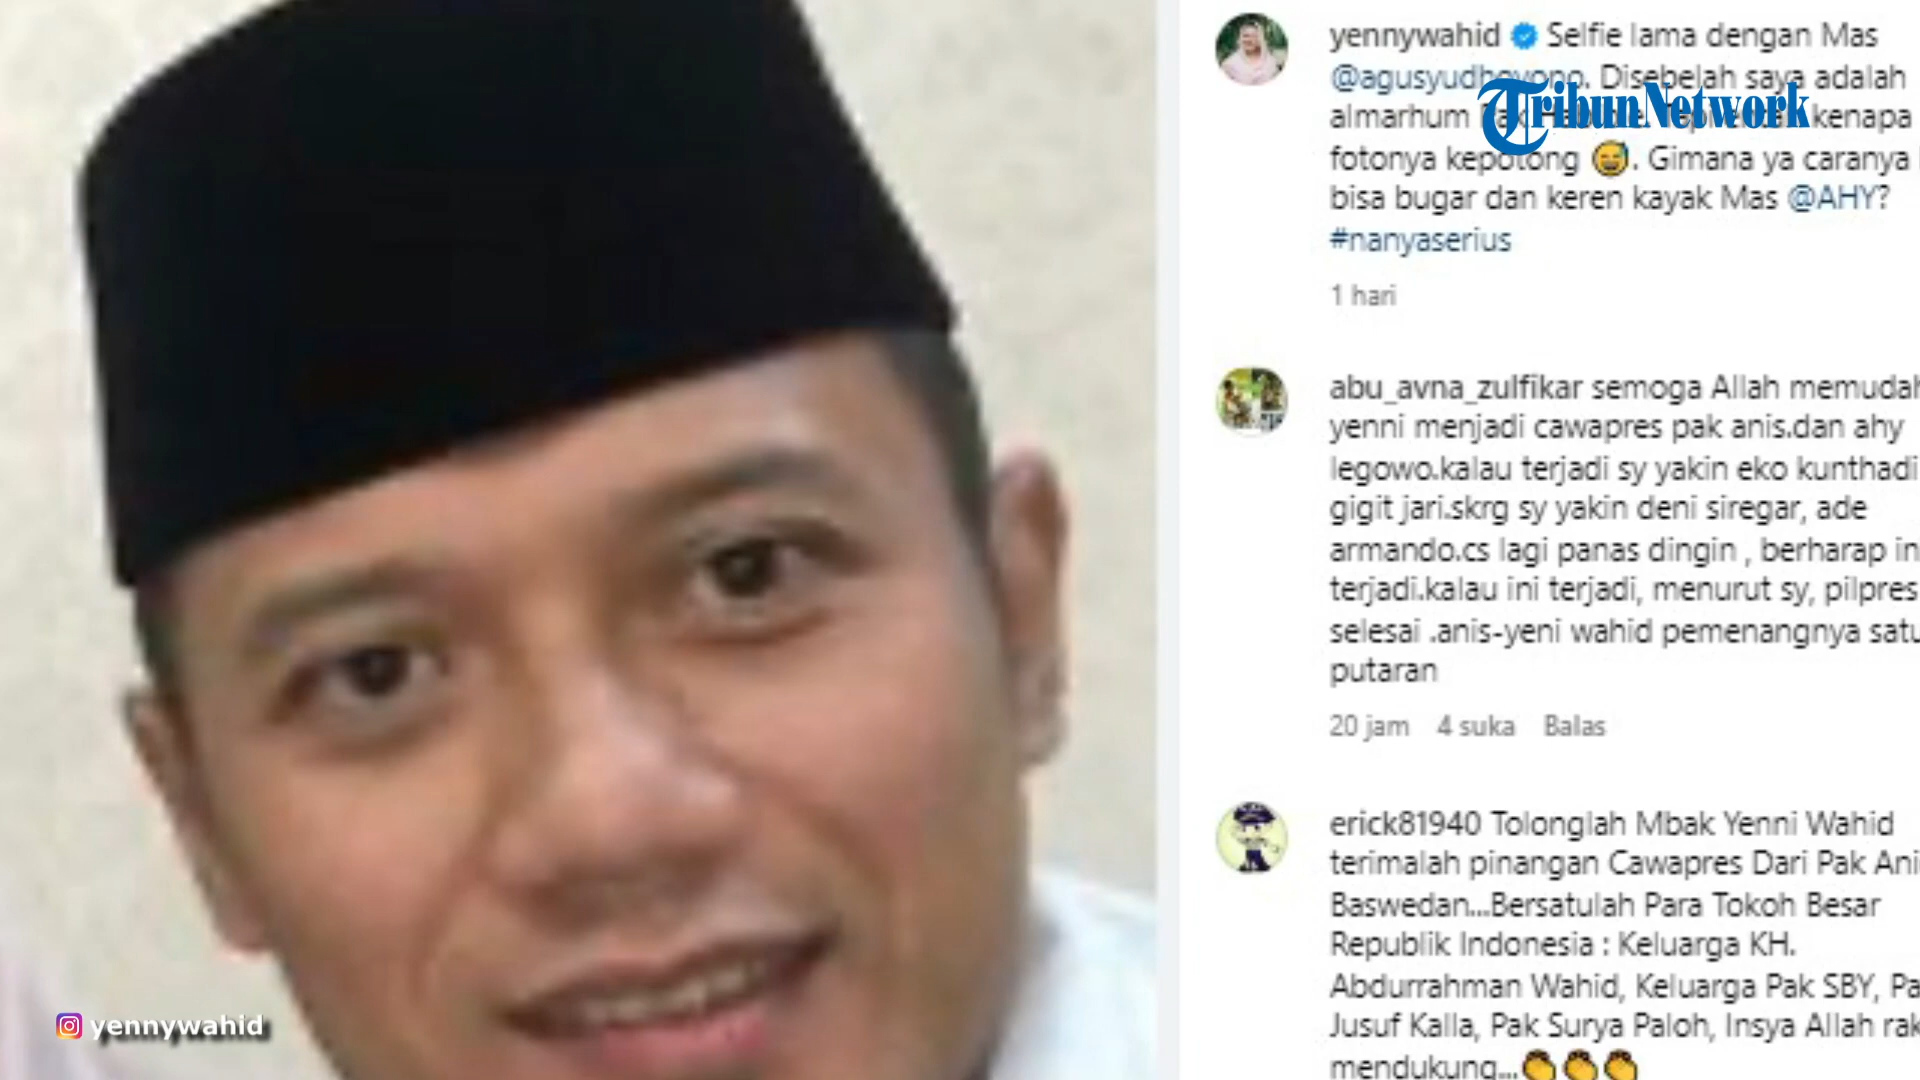 yennywahid Selfie lama dengan Mas
@agusyudhoyono. Disebelah saya adalah
TribunNetwork
almarhum kenapa
fotonya kepotong 😅. Gimana ya caranya
bisa bugar dan keren kayak Mas @AHY?
#nanyaserius
1 hari
abu_avna_zulfikar semoga Allah memudah
yenni menjadi cawapres pak anis.dan ahy
legowo.kalau terjadi sy yakin eko kunthadi
gigit jari.skrg sy yakin deni siregar, ade
armando.cs lagi panas dingin , berharap in
terjadi.kalau ini terjadi, menurut sy, pilpres
selesai .anis-yeni wahid pemenangnya satu
putaran
20 jam 4 suka Balas
erick81940 Tolonglah Mbak Yenni Wahid
terimalah pinangan Cawapres Dari Pak Ani
Baswedan...Bersatulah Para Tokoh Besar
Republik Indonesia : Keluarga KH.
Abdurrahman Wahid, Keluarga Pak SBY, Pa
Jusuf Kalla, Pak Surya Paloh, Insya Allah rak
mendukung...👏👏👏
yennywahid